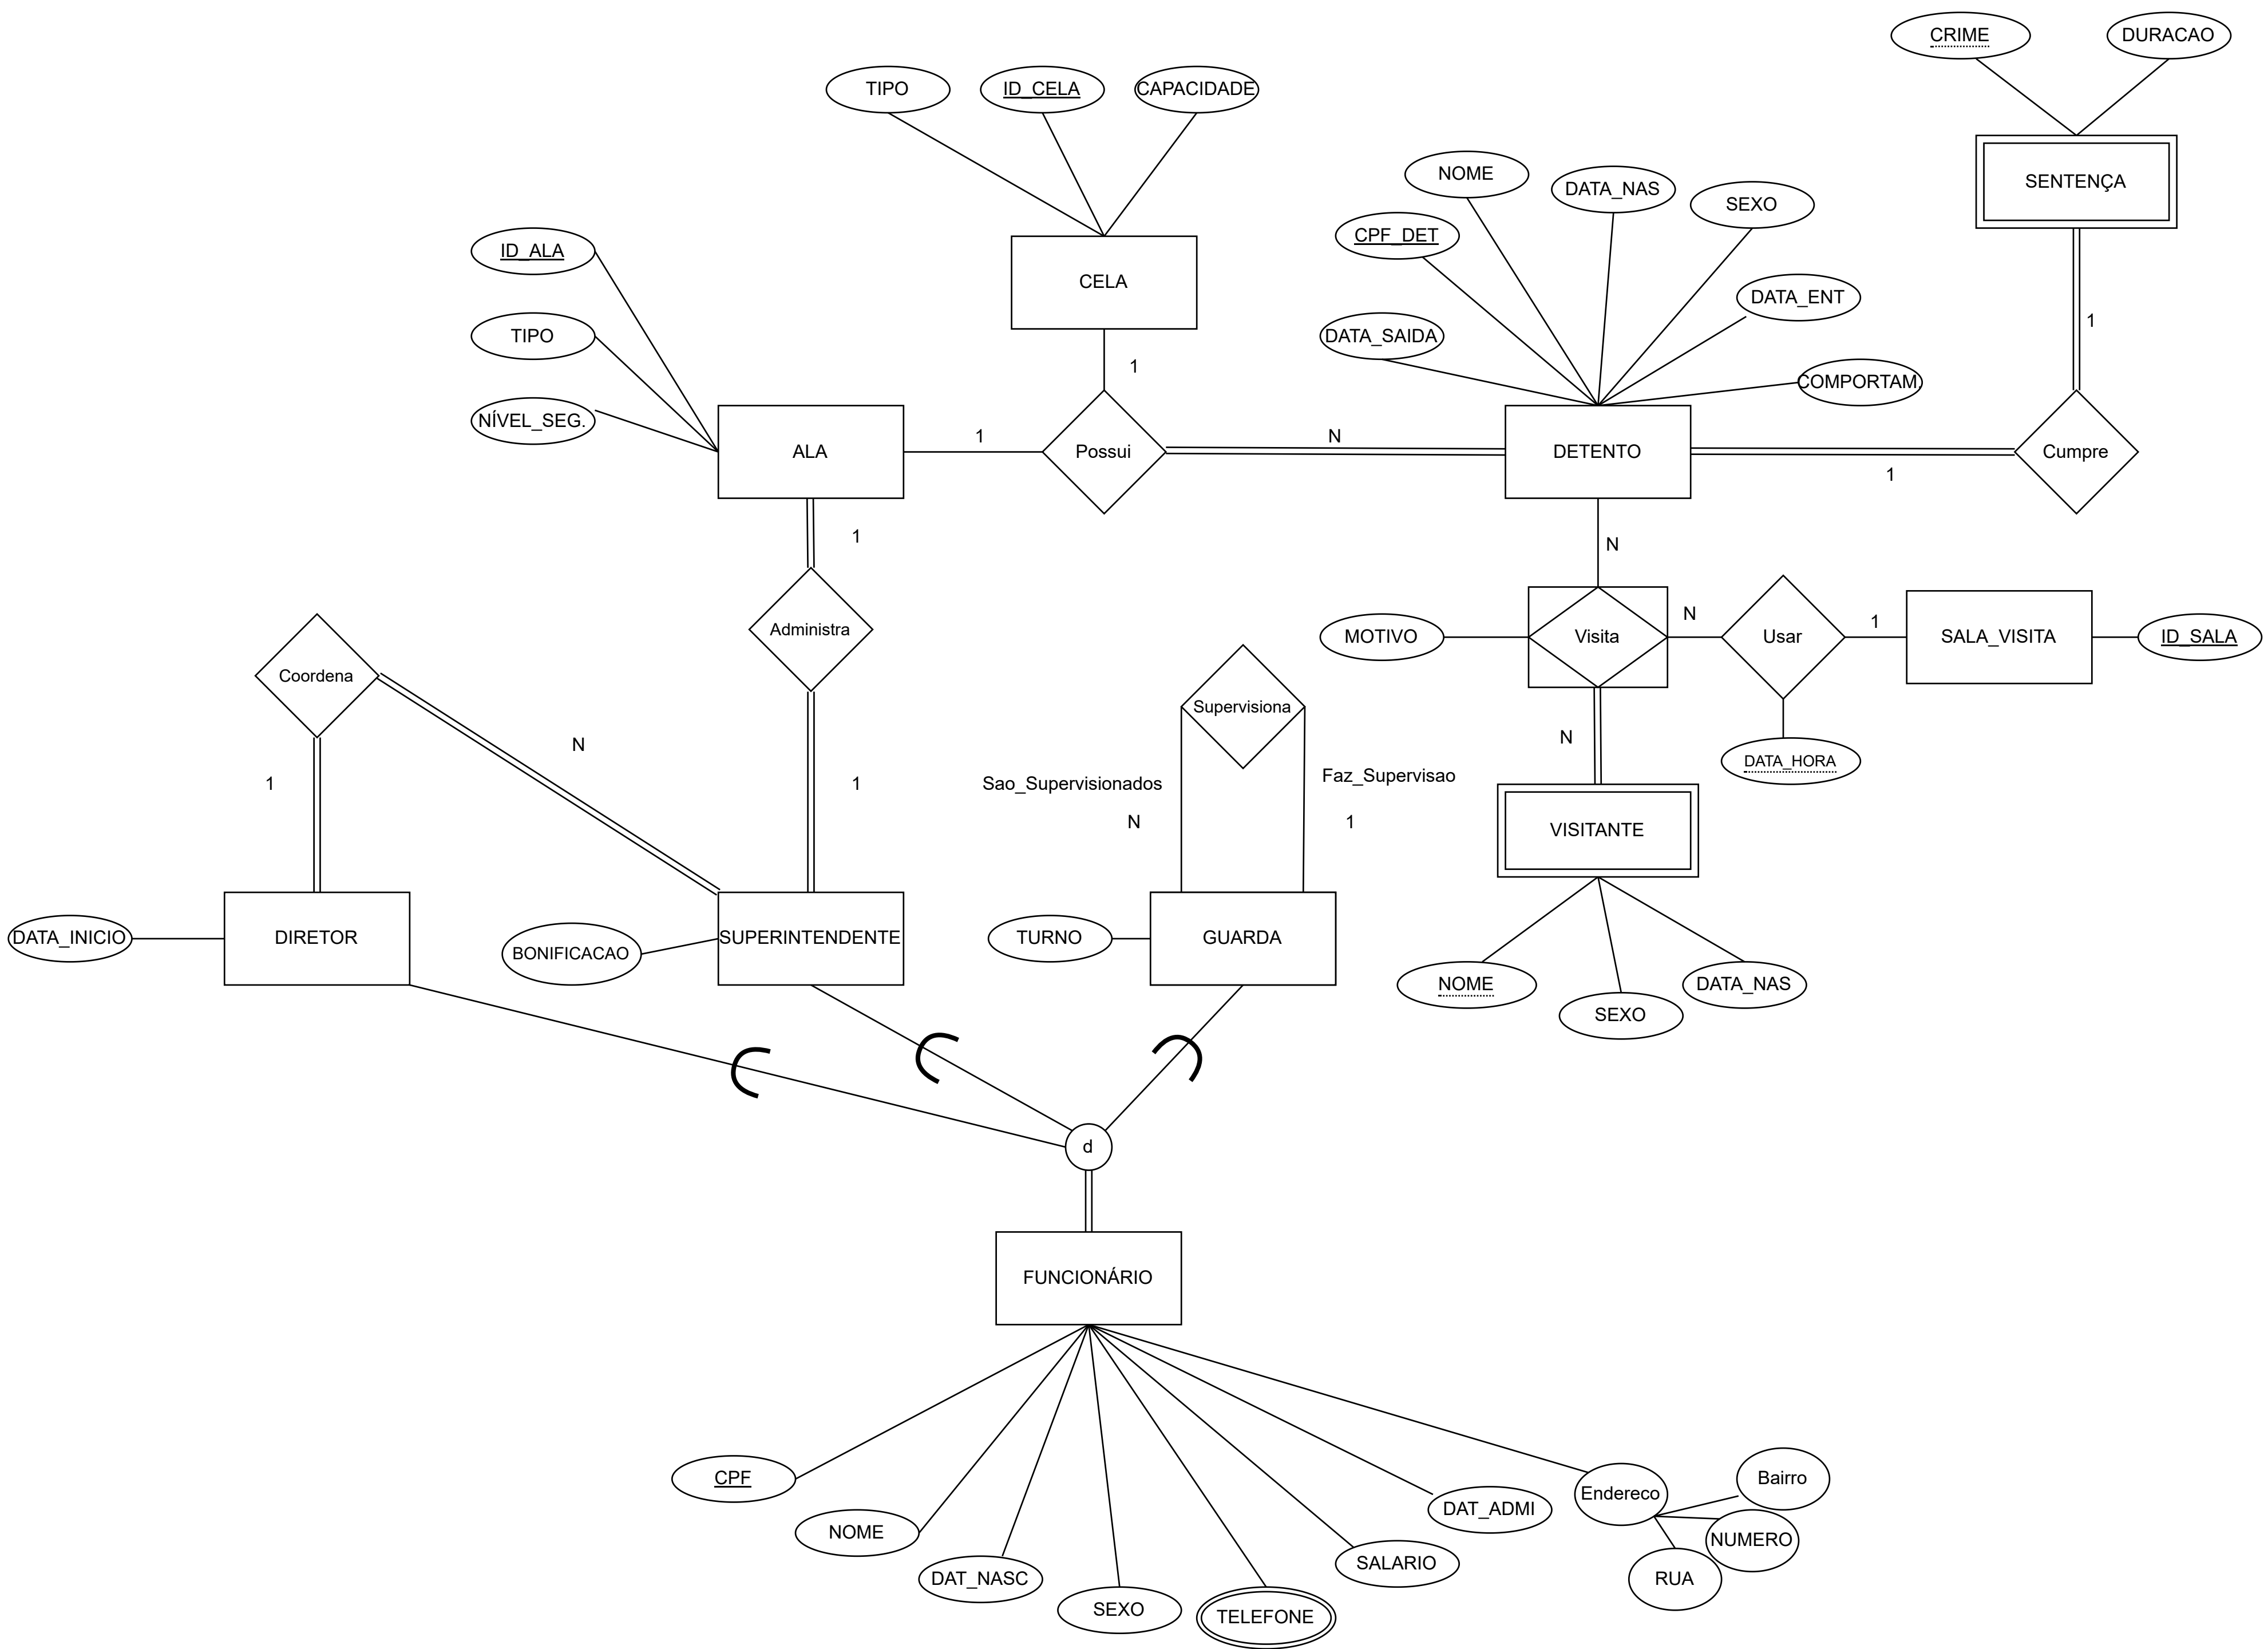 CRIME
DURACAO
TIPO
ID_CELA
CAPACIDADE
NOME
DATA_NAS
SEXO
SENTENÇA
CPF_DET
ID_ALA
CELA
DATA_ENT
TIPO
DATA_SAIDA
1
1
COMPORTAM.
NÍVEL_SEG.
1
N
ALA
Possui
DETENTO
Cumpre
1
1
N
Administra
MOTIVO
Visita
N
Usar
1
SALA_VISITA
ID_SALA
Coordena
Supervisiona
N
N
DATA_HORA
1
1
Sao_Supervisionados
Faz_Supervisao
N
1
VISITANTE
DATA_INICIO
DIRETOR
BONIFICACAO
SUPERINTENDENTE
TURNO
GUARDA
NOME
SEXO
DATA_NAS
d
FUNCIONÁRIO
CPF
NOME
DAT_NASC
SEXO
TELEFONE
SALARIO
DAT_ADMI
Endereco
Bairro
NUMERO
RUA